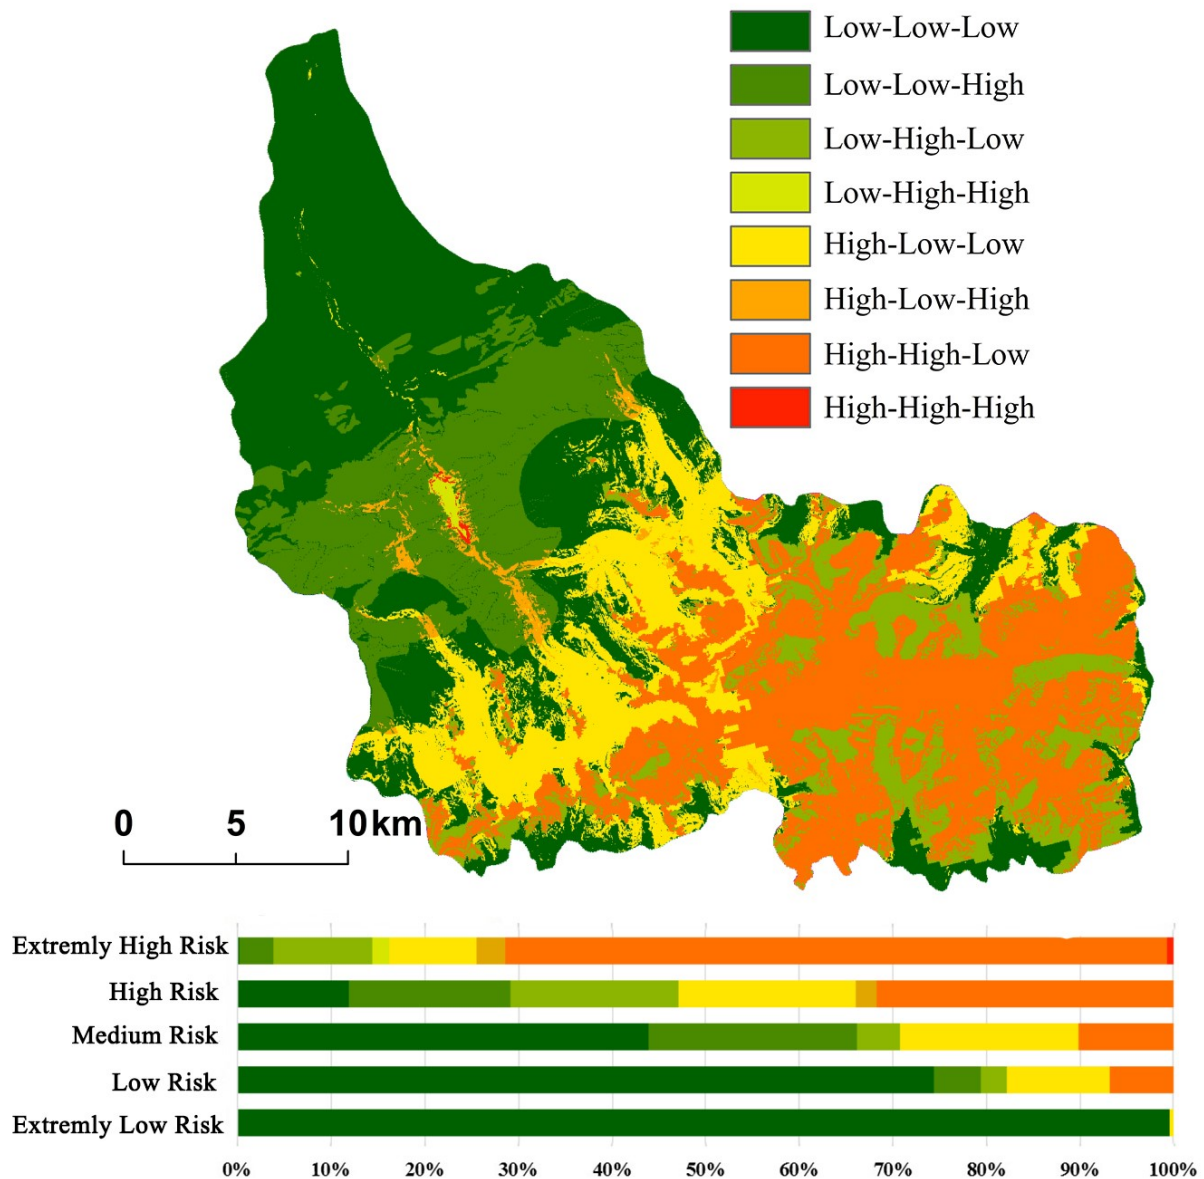 Low-Low-Low
Low-Low-High
Low-High-Low
Low-High-High
High-Low-Low
High-Low-High
High-High-Low
High-High-High
0 5 10km
Extremly High Risk
High Risk
Medium Risk
Low Risk
Extremly Low Risk
0% 10% 20% 30% 40% 50% 60% 70% 80% 90% 100%